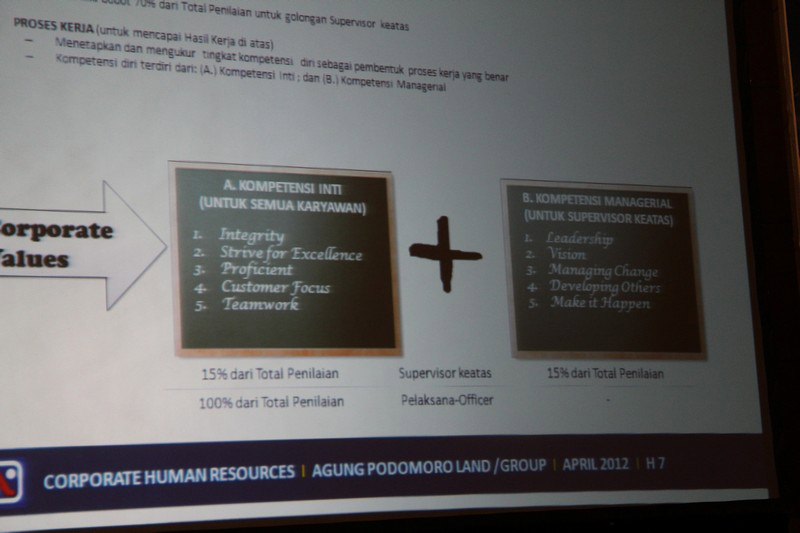 70% dari Total Penilaian untuk golongan Supervisor keatas
PROSES KERJA (untuk mencapai Hasil Kerja di atas)
– Menetapkan dan mengukur tingkat kompetensi diri sebagai pembentuk proses kerja yang benar
– Kompetensi diri terdiri dari: (A.) Kompetensi Inti ; dan (B.) Kompetensi Managerial
orporate
alues
A. KOMPETENSI INTI
(UNTUK SEMUA KARYAWAN)
1. Integrity
2. Strive for Excellence
3. Proficient
4. Customer Focus
5. Teamwork
+
B. KOMPETENSI MANAGERIAL
(UNTUK SUPERVISOR KEATAS)
1. Leadership
2. Vision
3. Managing Change
4. Developing Others
5. Make it Happen
15% dari Total Penilaian Supervisor keatas 15% dari Total Penilaian
100% dari Total Penilaian Pelaksana-Officer -
CORPORATE HUMAN RESOURCES | AGUNG PODOMORO LAND /GROUP | APRIL 2012 | H 7